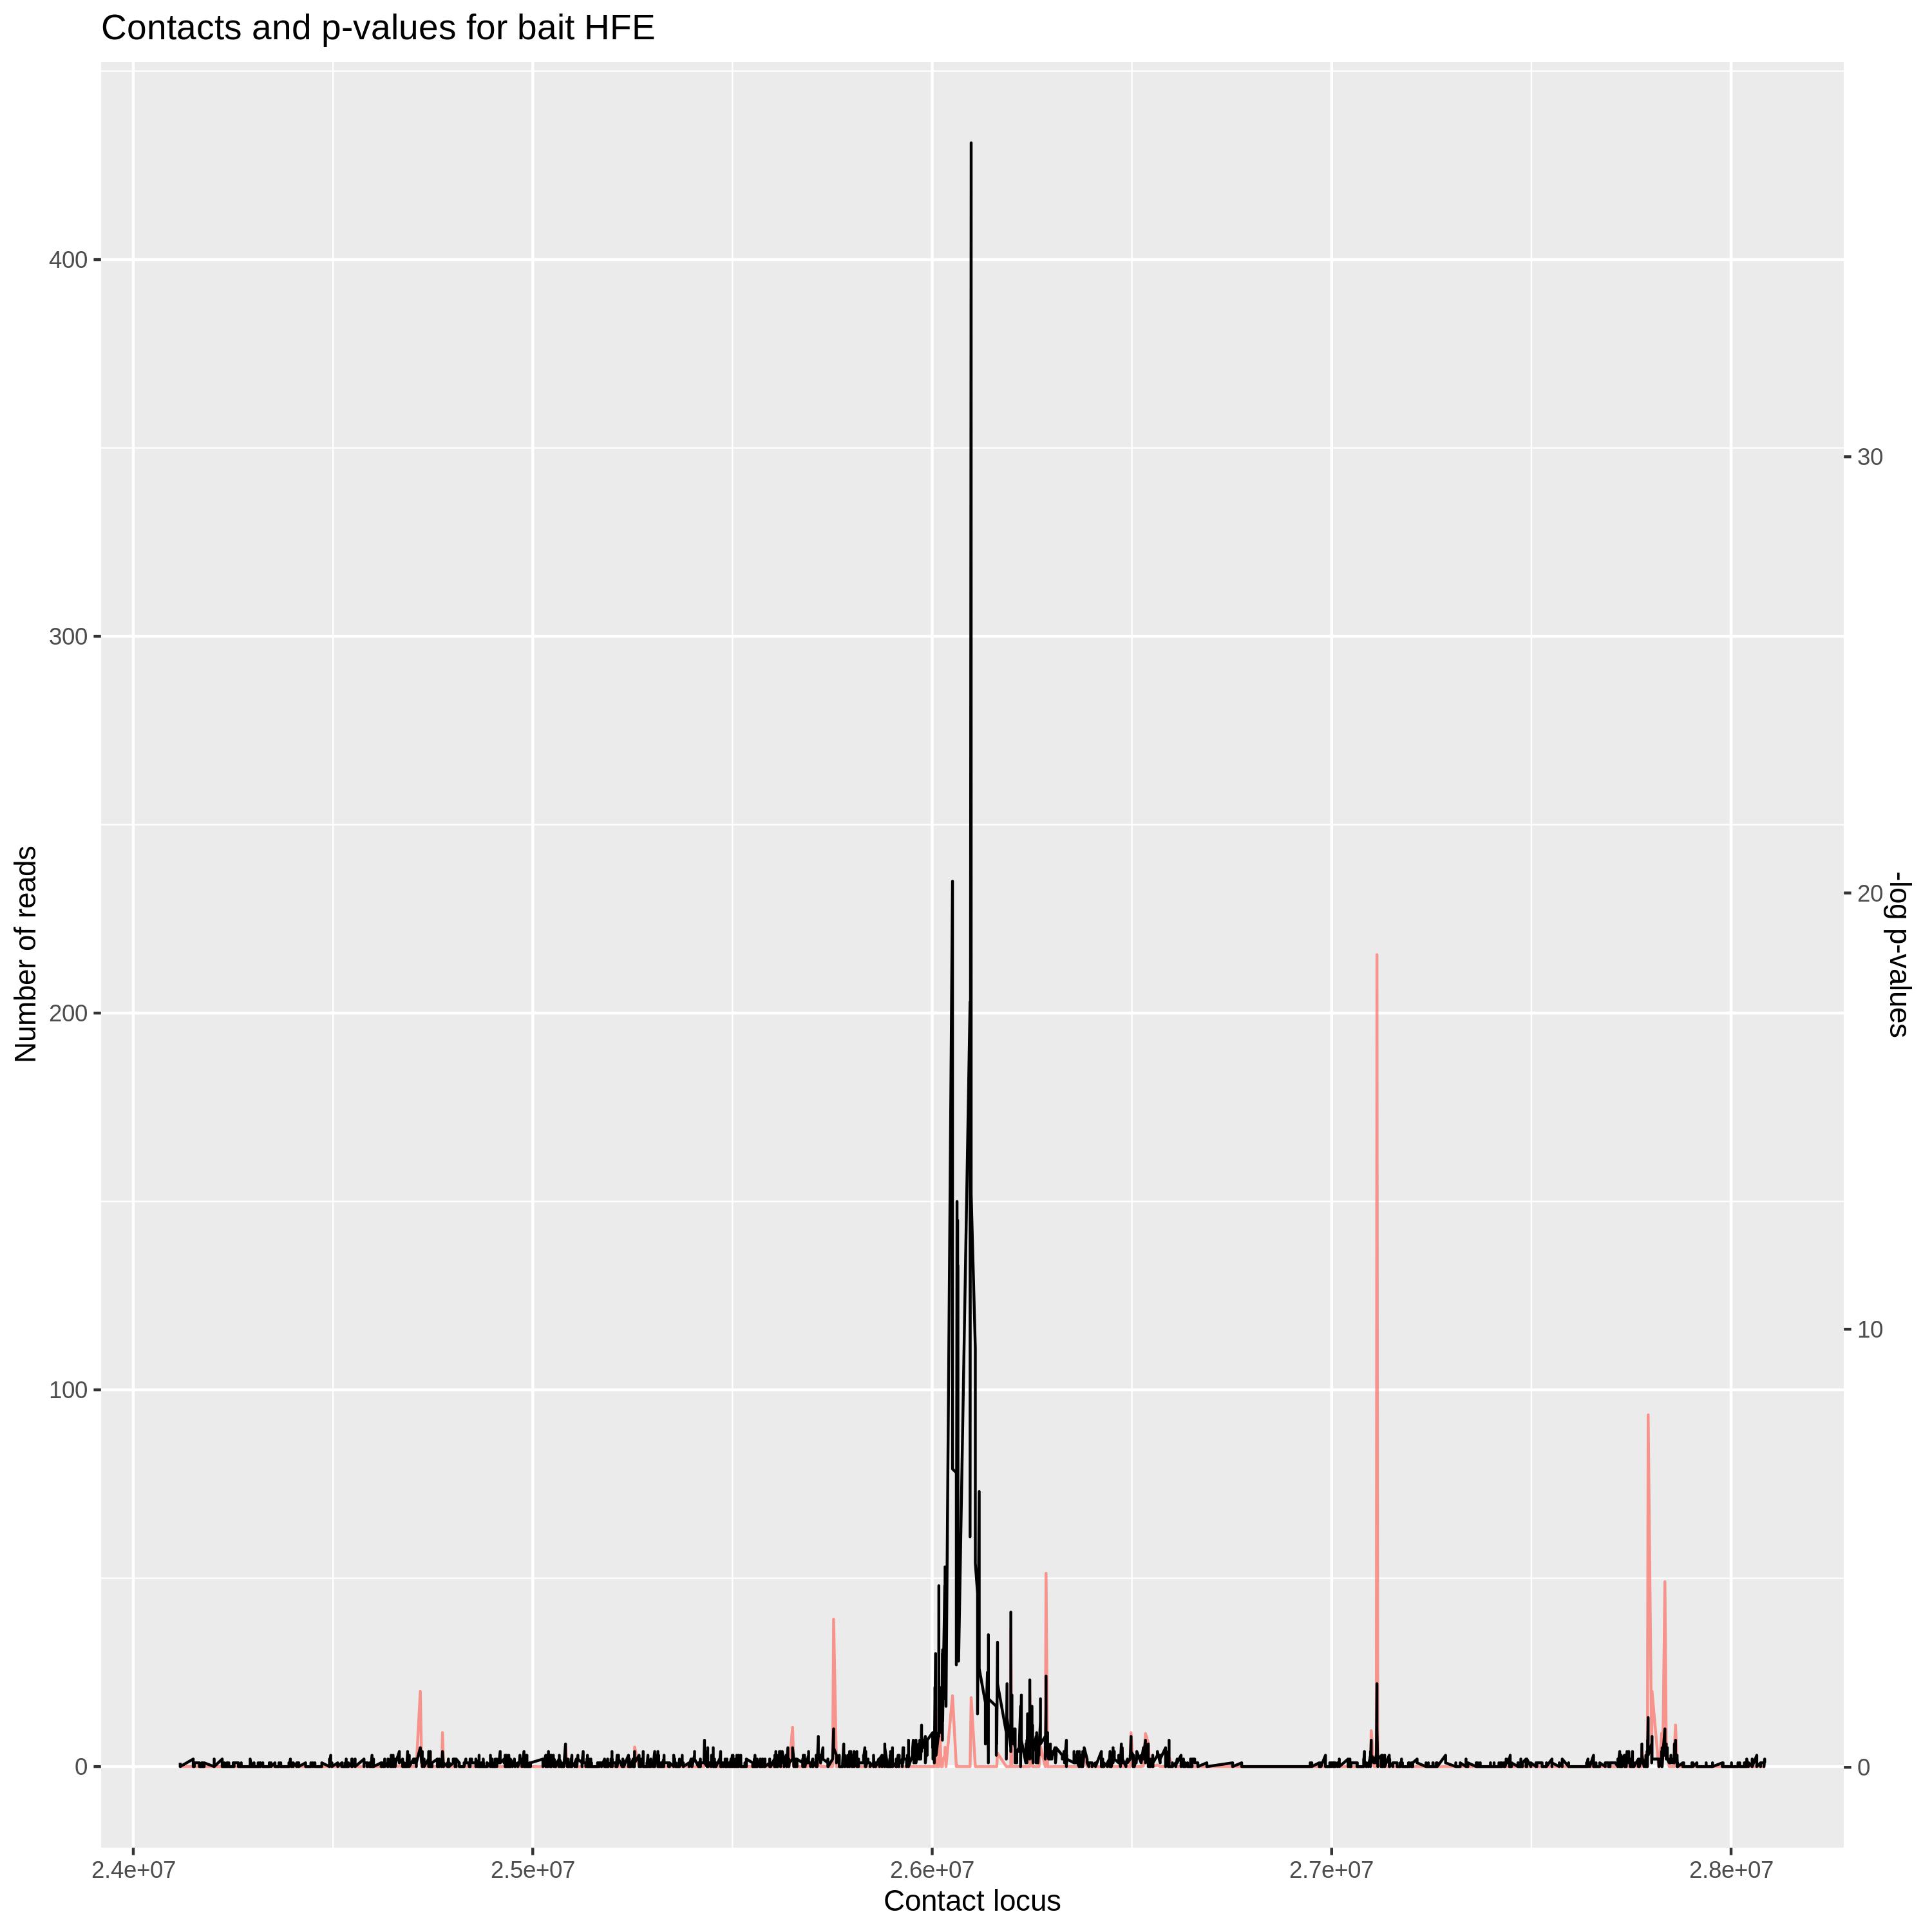 Contacts and p-values for bait HFE
400
300
200
100
0
Number of reads
30
20
10
0
-log p-values
2.4e+07
2.5e+07
2.6e+07
2.7e+07
2.8e+07
Contact locus